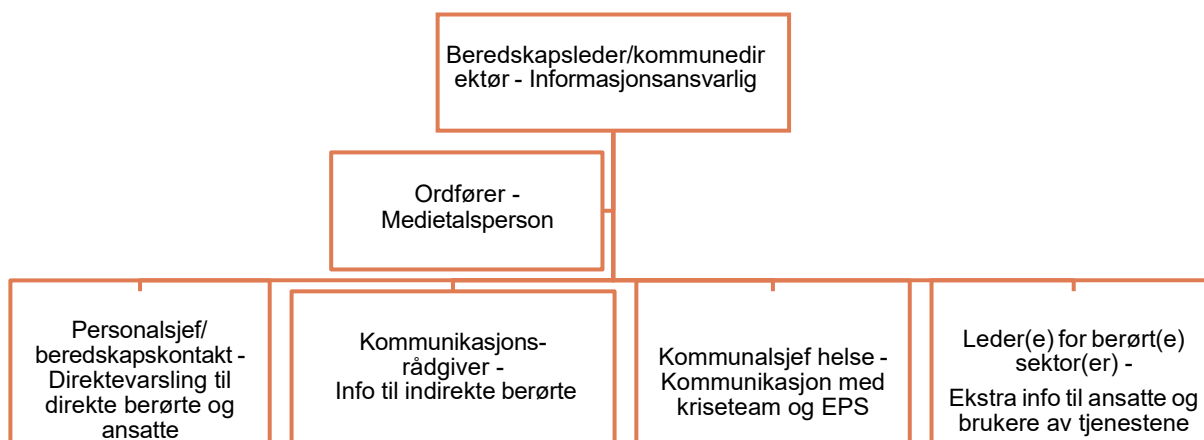 Beredskapsleder/kommunedir
ektør - Informasjonsansvarlig
Ordfører -
Medietalsperson
Personalsjef/
beredskapskontakt -
Direktevarsling til
direkte berørte og
ansatte
Kommunikasjons-
rådgiver -
Info til indirekte berørte
Kommunalsjef helse -
Kommunikasjon med
kriseteam og EPS
Leder(e) for berørt(e)
sektor(er) -
Ekstra info til ansatte og
brukere av tjenestene